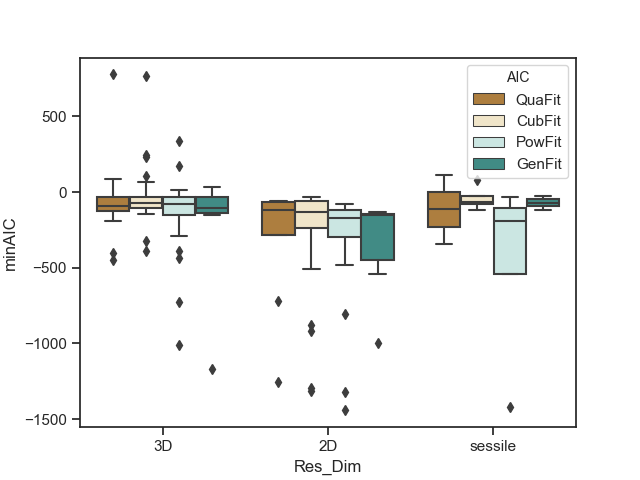 AIC
QuaFit
CubFit
PowFit
GenFit
500
0
−500
−1000
−1500
minAIC
3D
2D
sessile
Res_Dim